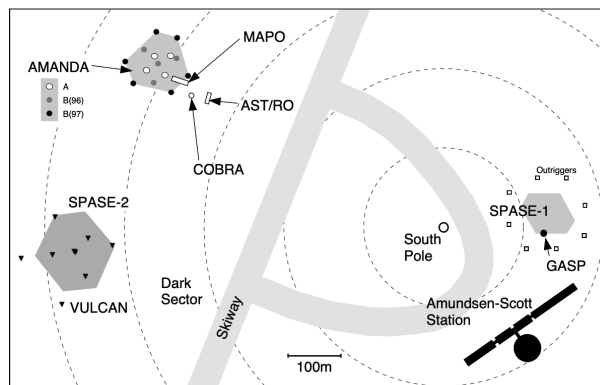 MAPO
AMANDA
A
B(96)
B(97)
AST/RO
COBRA
Outriggers
SPASE-2
SPASE-1
South
Pole
GASP
Dark
Sector
VULCAN
Skiway
Amundsen-Scott
Station
100m